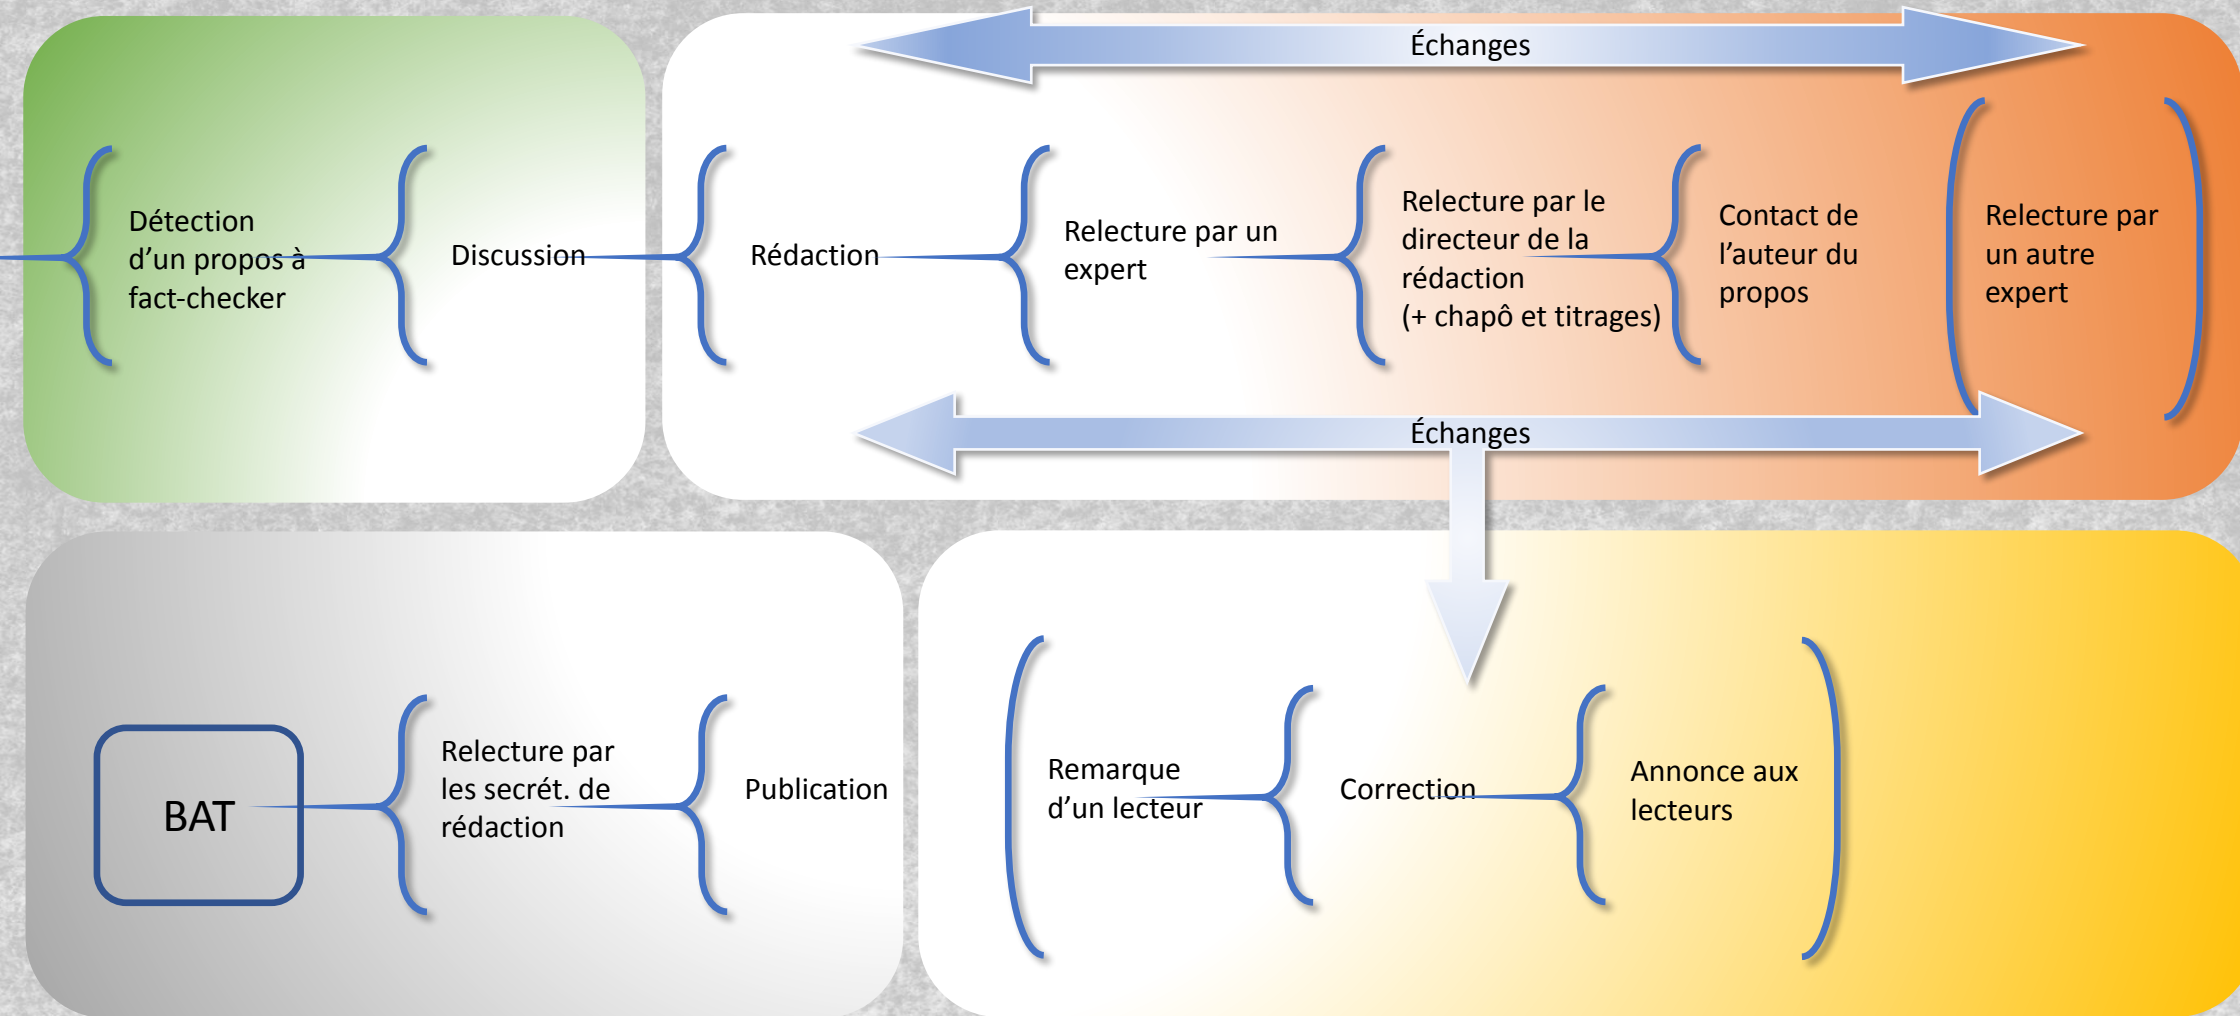 Échanges
Détection
d’un propos à
fact-checker
Discussion
Rédaction
Relecture par un
expert
Relecture par le
directeur de la
rédaction
(+ chapô et titrages)
Contact de
l’auteur du
propos
Relecture par
un autre
expert
Échanges
BAT
Relecture par
les secrét. de
rédaction
Publication
Remarque
d’un lecteur
Correction
Annonce aux
lecteurs